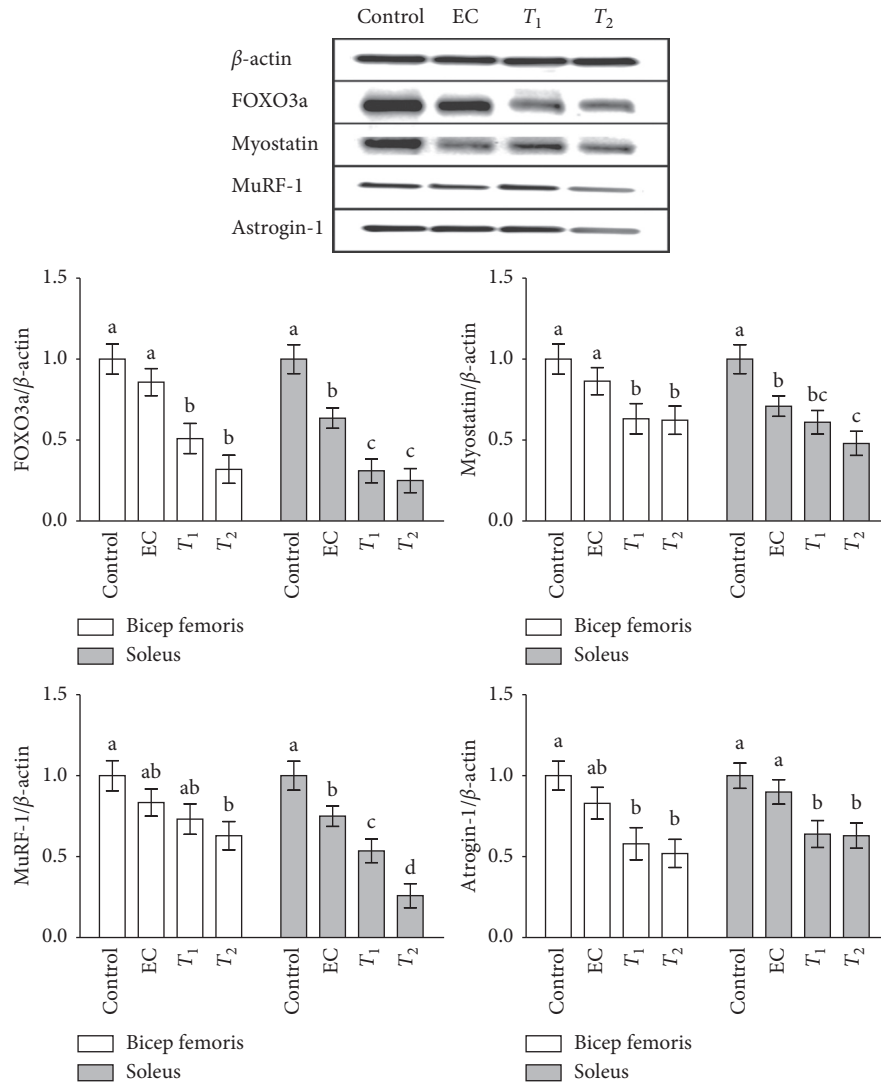 Control EC T₁ T₂
β-actin
FOXO3a
Myostatin
MuRF-1
Astrogin-1
FOXO3a/β-actin
1.5
1.0
0.5
0.0
a a b b a b c c
Control EC T₁ T₂ Control EC T₁ T₂
Bicep femoris
Soleus
Myostatin/β-actin
1.5
1.0
0.5
0.0
a a b b a b bc c
Control EC T₁ T₂ Control EC T₁ T₂
Bicep femoris
Soleus
MuRF-1/β-actin
1.5
1.0
0.5
0.0
a ab ab b a b c d
Control EC T₁ T₂ Control EC T₁ T₂
Bicep femoris
Soleus
Atrogin-1/β-actin
1.5
1.0
0.5
0.0
a ab b b a a b b
Control EC T₁ T₂ Control EC T₁ T₂
Bicep femoris
Soleus